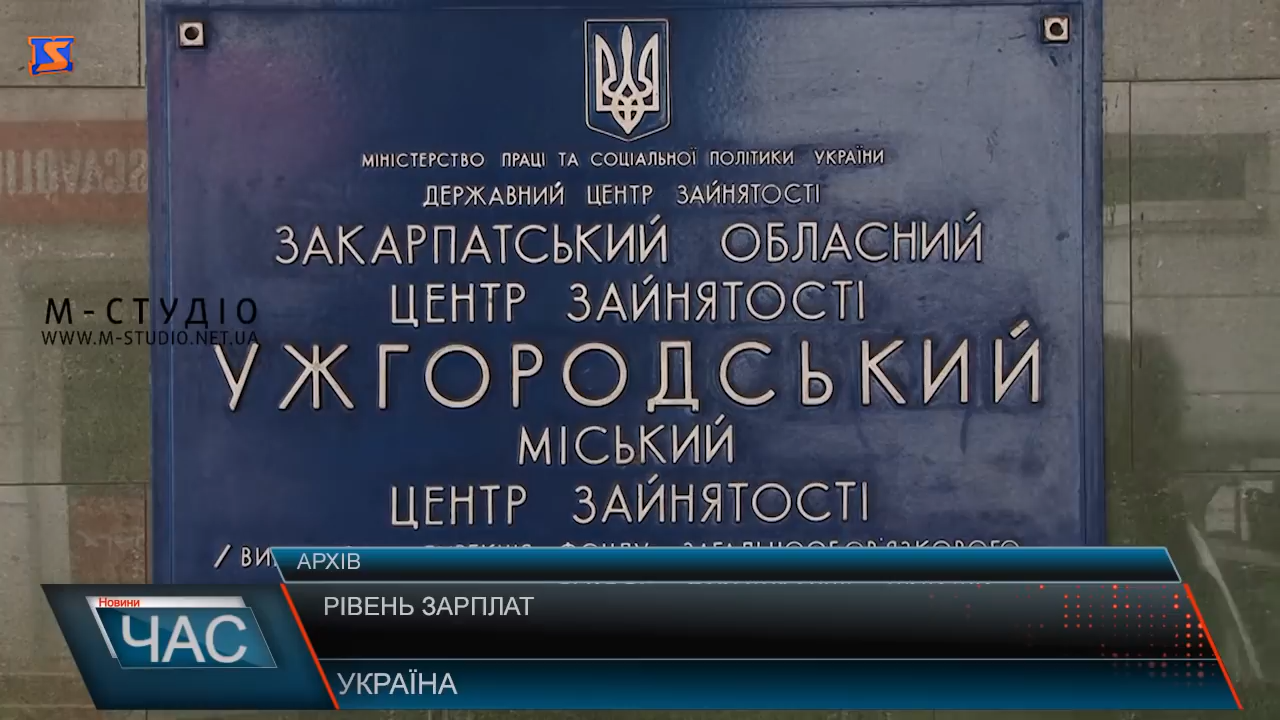 МІНІСТЕРСТВО ПРАЦІ ТА СОЦІАЛЬНОЇ ПОЛІТИКИ УКРАЇНИ
ДЕРЖАВНИЙ ЦЕНТР ЗАЙНЯТОСТІ
ЗАКАРПАТСЬКИЙ ОБЛАСНИЙ
ЦЕНТР ЗАЙНЯТОСТІ
М-СТУДІО
WWW.M-STUDIO.NET.UA
УЖГОРОДСЬКИЙ
МІСЬКИЙ
ЦЕНТР ЗАЙНЯТОСТІ
АРХІВ
Новини
ЧАС
РІВЕНЬ ЗАРПЛАТ
УКРАЇНА